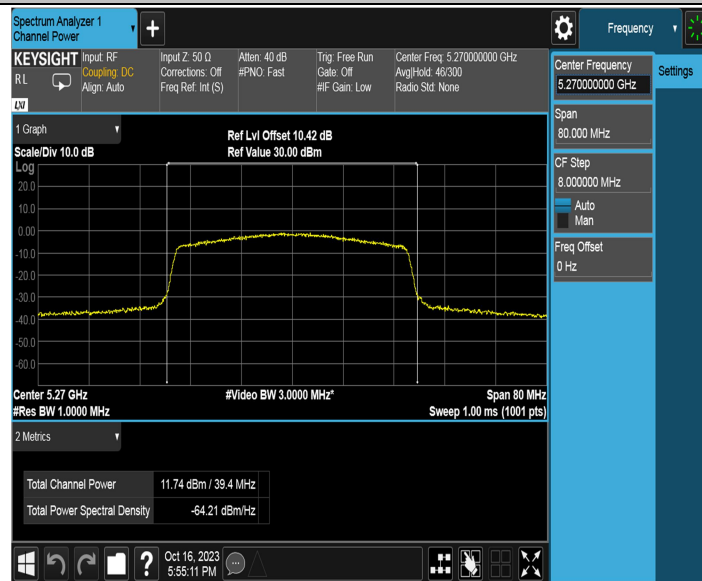 Spectrum Analyzer 1
Channel Power
+
Frequency
KEYSIGHT
R L
LXI
Input: RF
Coupling: DC
Align: Auto
Input Z: 50 Ω
Corrections: Off
Freq Ref: Int (S)
Atten: 40 dB
#PNO: Fast
Trig: Free Run
Gate: Off
#IF Gain: Low
Center Freq: 5.270000000 GHz
Avg|Hold: 46/300
Radio Std: None
Center Frequency
5.270000000 GHz
Settings
Span
80.000 MHz
CF Step
8.000000 MHz
Auto
Man
Freq Offset
0 Hz
1 Graph
Scale/Div 10.0 dB
Ref Lvl Offset 10.42 dB
Ref Value 30.00 dBm
Log
20.0
10.0
0.00
-10.0
-20.0
-30.0
-40.0
-50.0
-60.0
Center 5.27 GHz
#Video BW 3.0000 MHz*
Span 80 MHz
#Res BW 1.0000 MHz
Sweep 1.00 ms (1001 pts)
2 Metrics
Total Channel Power 11.74 dBm / 39.4 MHz
Total Power Spectral Density -64.21 dBm/Hz
?
Oct 16, 2023
5:55:11 PM